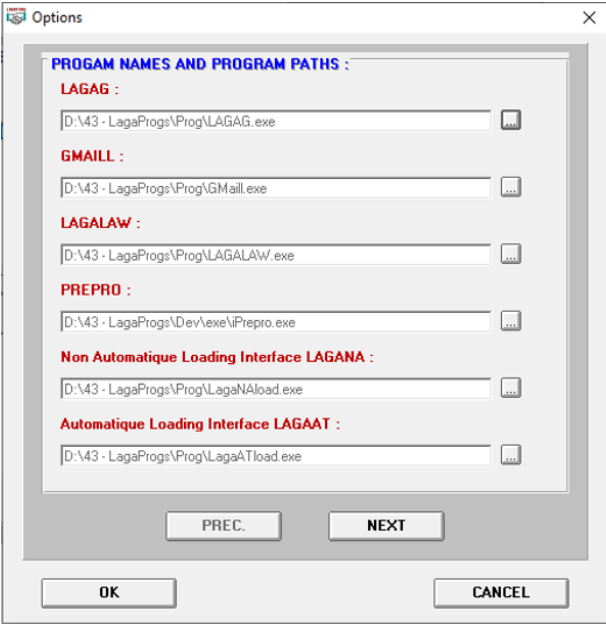 Options
PROGAM NAMES AND PROGRAM PATHS :
LAGAG :
D:\43 - LagaProgs\Prog\LAGAG.exe
...
GMAILL :
D:\43 - LagaProgs\Prog\GMaill.exe
...
LAGALAW :
D:\43 - LagaProgs\Prog\LAGALAW.exe
...
PREPRO :
D:\43 - LagaProgs\Dev\exe\iPrepro.exe
...
Non Automatique Loading Interface LAGANA :
D:\43 - LagaProgs\Prog\LagaNAload.exe
...
Automatique Loading Interface LAGAAT :
D:\43 - LagaProgs\Prog\LagaATload.exe
...
PREC.
NEXT
OK
CANCEL